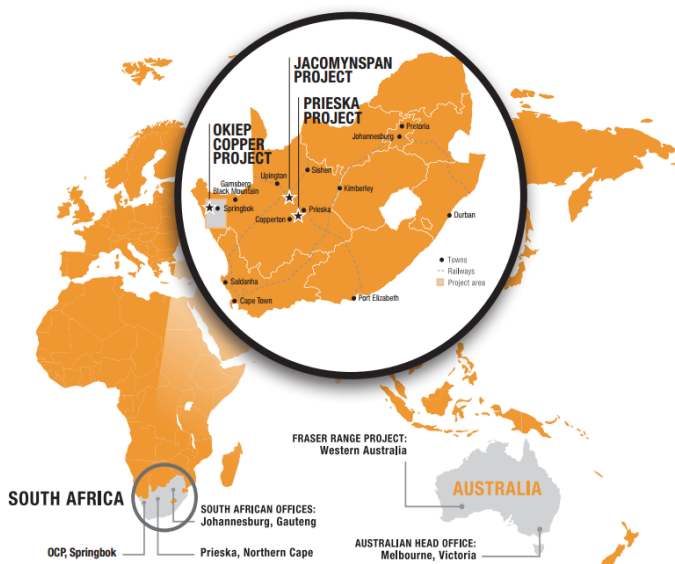 JACOMYNSPAN
PROJECT
PRIESKA
PROJECT
OKIEP
COPPER
PROJECT
Pretoria
Johannesburg
Sishen
Upington
Kimberley
Gamsberg
Black Mountain
Springbok
Prieska
Copperton
Durban
Towns
Railways
Project area
Saldanha
Cape Town
Port Elizabeth
FRASER RANGE PROJECT:
Western Australia
AUSTRALIA
SOUTH AFRICA
SOUTH AFRICAN OFFICES:
Johannesburg, Gauteng
OCP, Springbok
Prieska, Northern Cape
AUSTRALIAN HEAD OFFICE:
Melbourne, Victoria